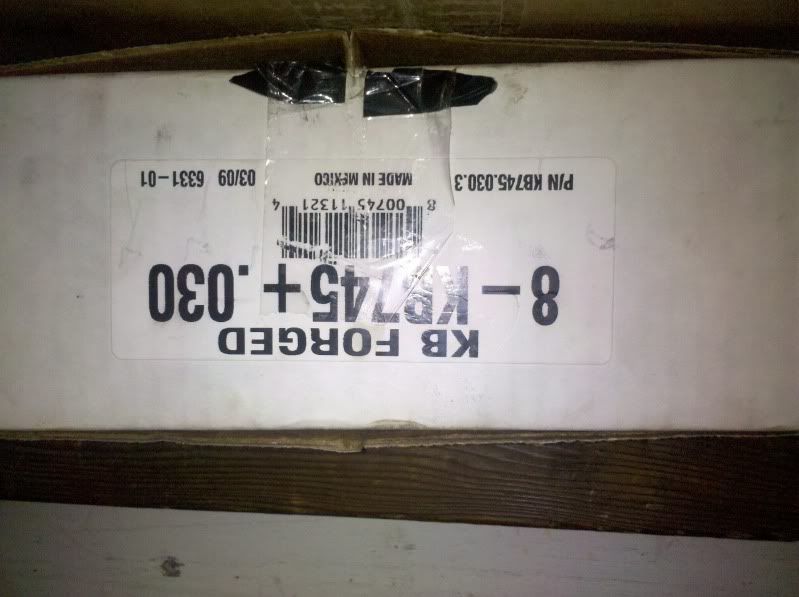 KB FORGED
8-KB745+.030
8 00745 11321 4
P/N KB745.030.3 MADE IN MEXICO 03/09 6331-01